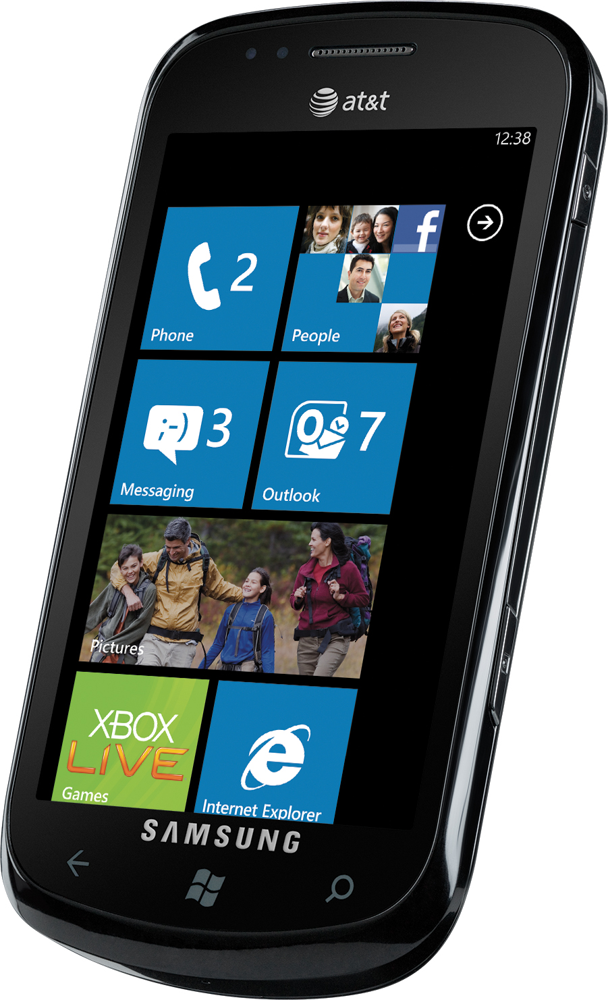 at&t
12:38
2
Phone
f
People
;-) 3
Messaging
O 7
Outlook
Pictures
XBOX
LIVE
Games
e
Internet Explorer
SAMSUNG